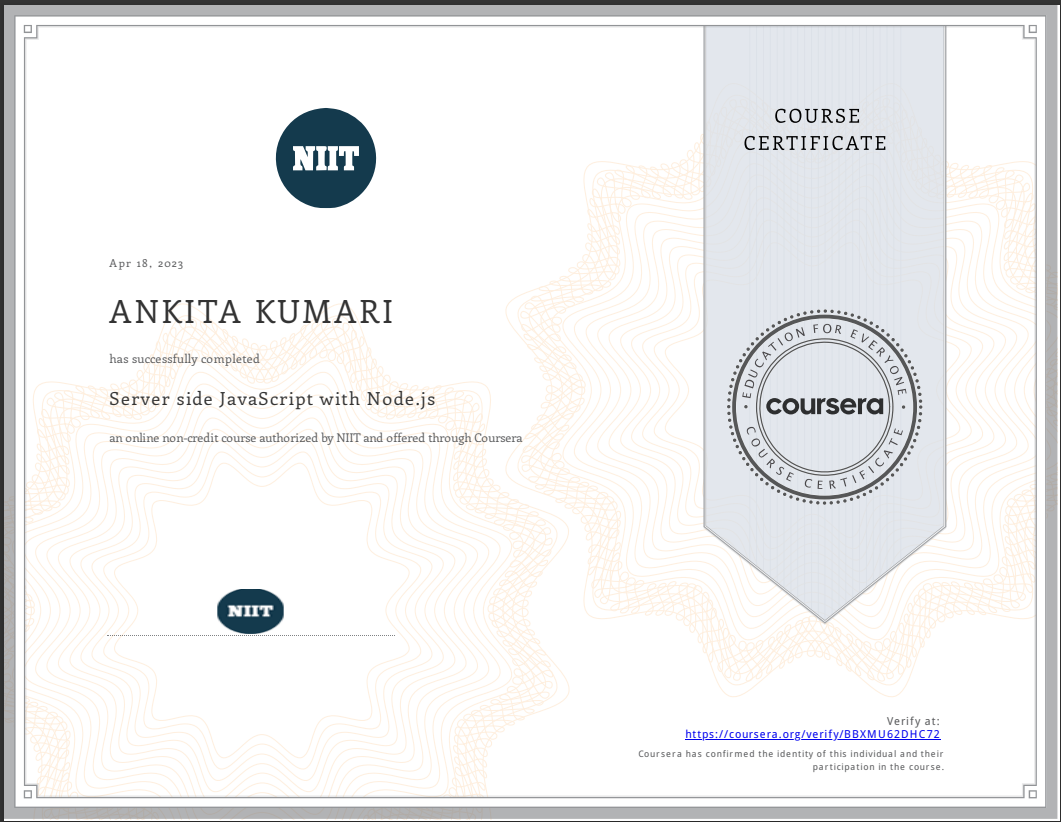 NIIT
Apr 18, 2023
ANKITA KUMARI
has successfully completed
Server side JavaScript with Node.js
an online non-credit course authorized by NIIT and offered through Coursera
NIIT
COURSE
CERTIFICATE
EDUCATION FOR EVERYONE
coursera
COURSE CERTIFICATE
Verify at:
https://coursera.org/verify/BBXMU62DHC72
Coursera has confirmed the identity of this individual and their
participation in the course.